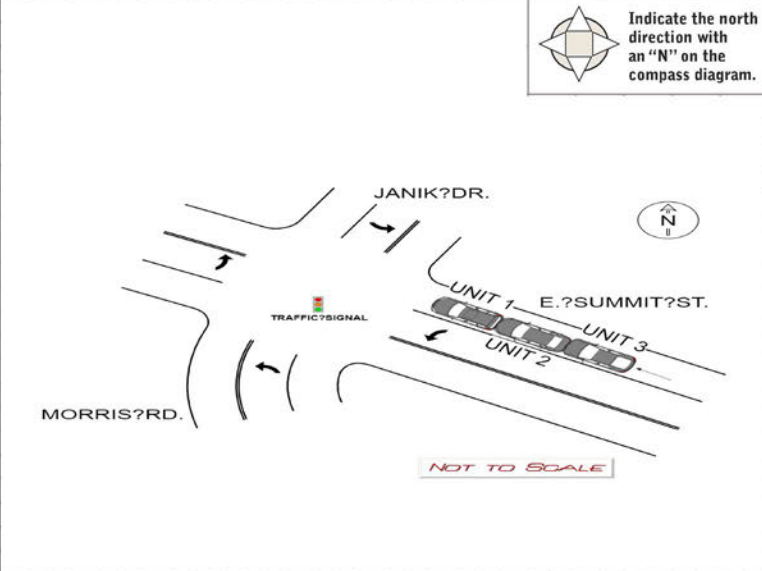 Indicate the north
direction with
an “N” on the
compass diagram.
JANIK?DR.
N
UNIT 1
E.?SUMMIT?ST.
TRAFFIC?SIGNAL
UNIT 3
UNIT 2
MORRIS?RD.
NOT TO SCALE